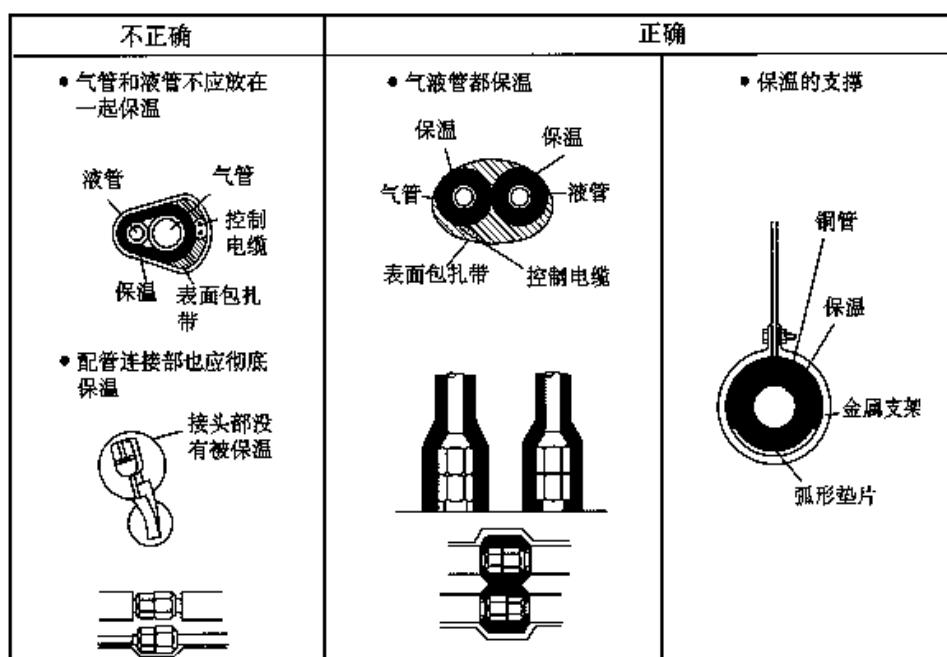 不正确
正确
● 气管和液管不应放在
一起保温
液管
气管
控制
电缆
保温
表面包扎
带
● 配管连接部也应彻底
保温
接头部没
有被保温
● 气液管都保温
保温
保温
气管
液管
表面包扎带
控制电缆
● 保温的支撑
铜管
保温
金属支架
弧形垫片